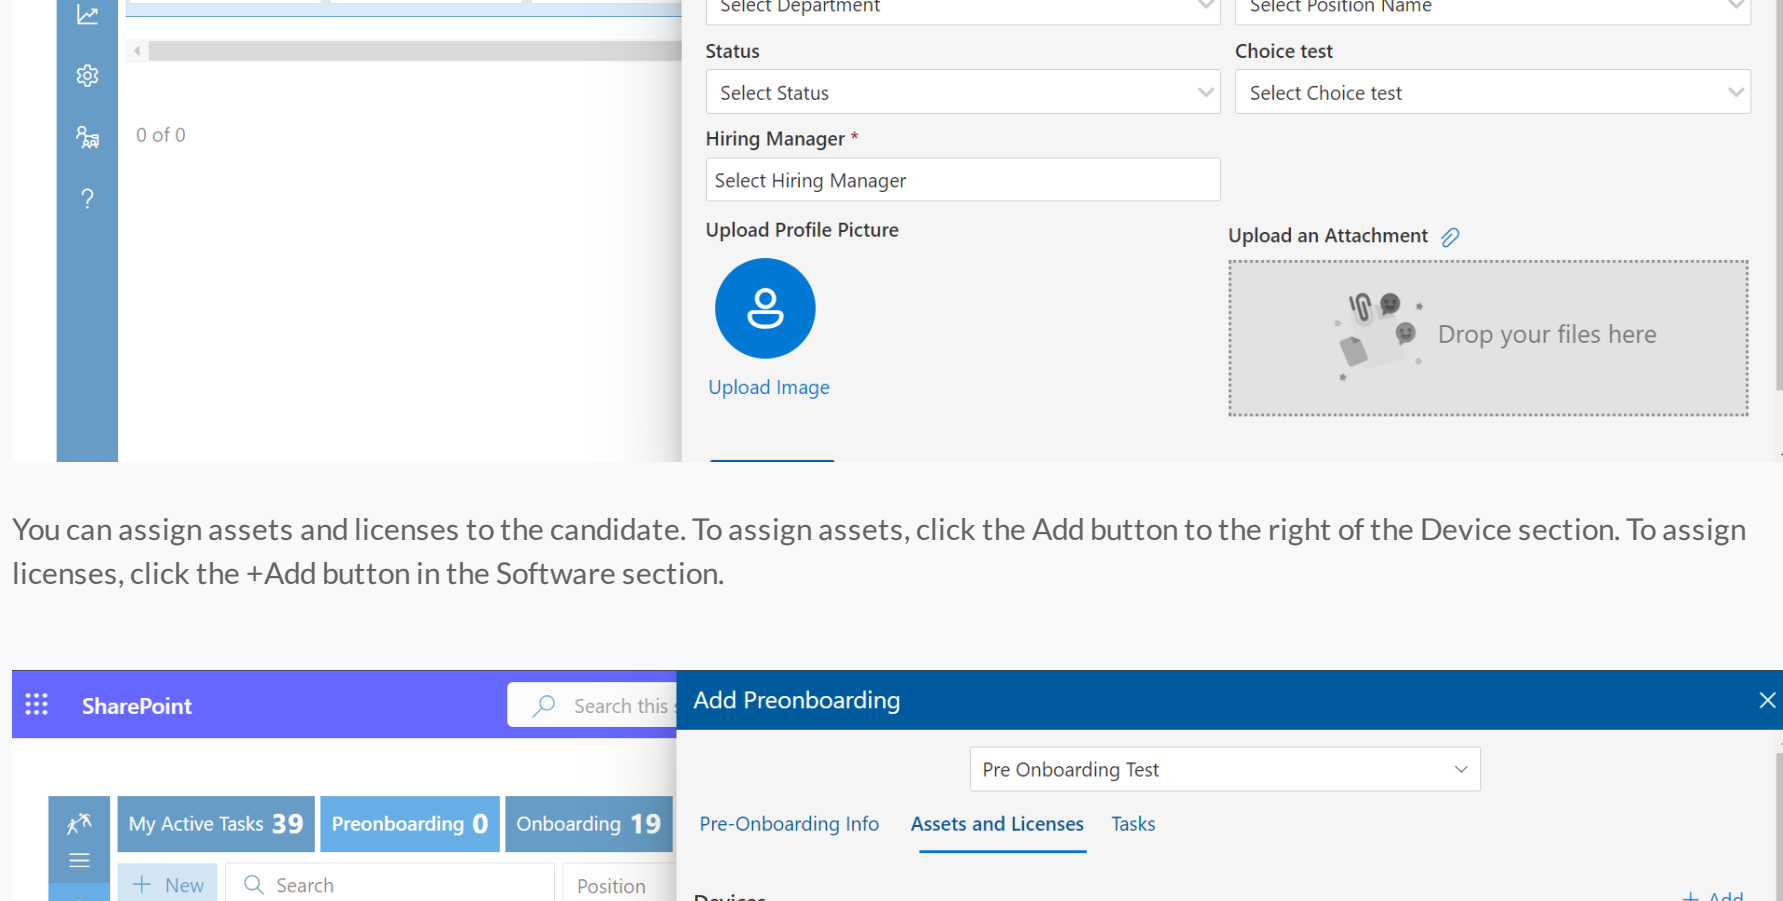 Select Department
Select Position Name
Status
Choice test
Select Status
Select Choice test
0 of 0
Hiring Manager *
Select Hiring Manager
Upload Profile Picture
Upload an Attachment
Drop your files here
Upload Image
You can assign assets and licenses to the candidate. To assign assets, click the Add button to the right of the Device section. To assign
licenses, click the +Add button in the Software section.
SharePoint
Search this
Add Preonboarding
Pre Onboarding Test
My Active Tasks 39
Preonboarding 0
Onboarding 19
Pre-Onboarding Info
Assets and Licenses
Tasks
+ New
Search
Position
Devices
+ Add